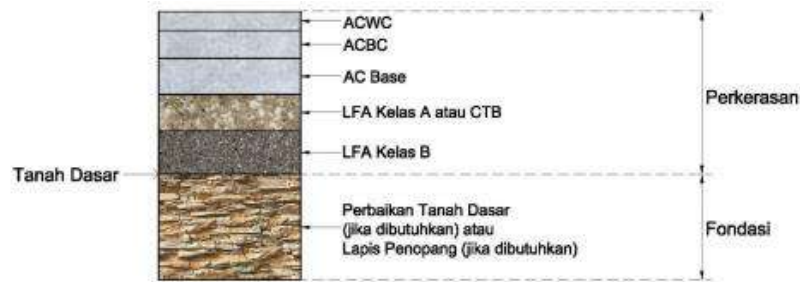 ACWC
ACBC
AC Base
LFA Kelas A atau CTB
Perkerasan
LFA Kelas B
Tanah Dasar
Perbaikan Tanah Dasar
(jika dibutuhkan) atau
Lapis Penopang (jika dibutuhkan)
Fondasi